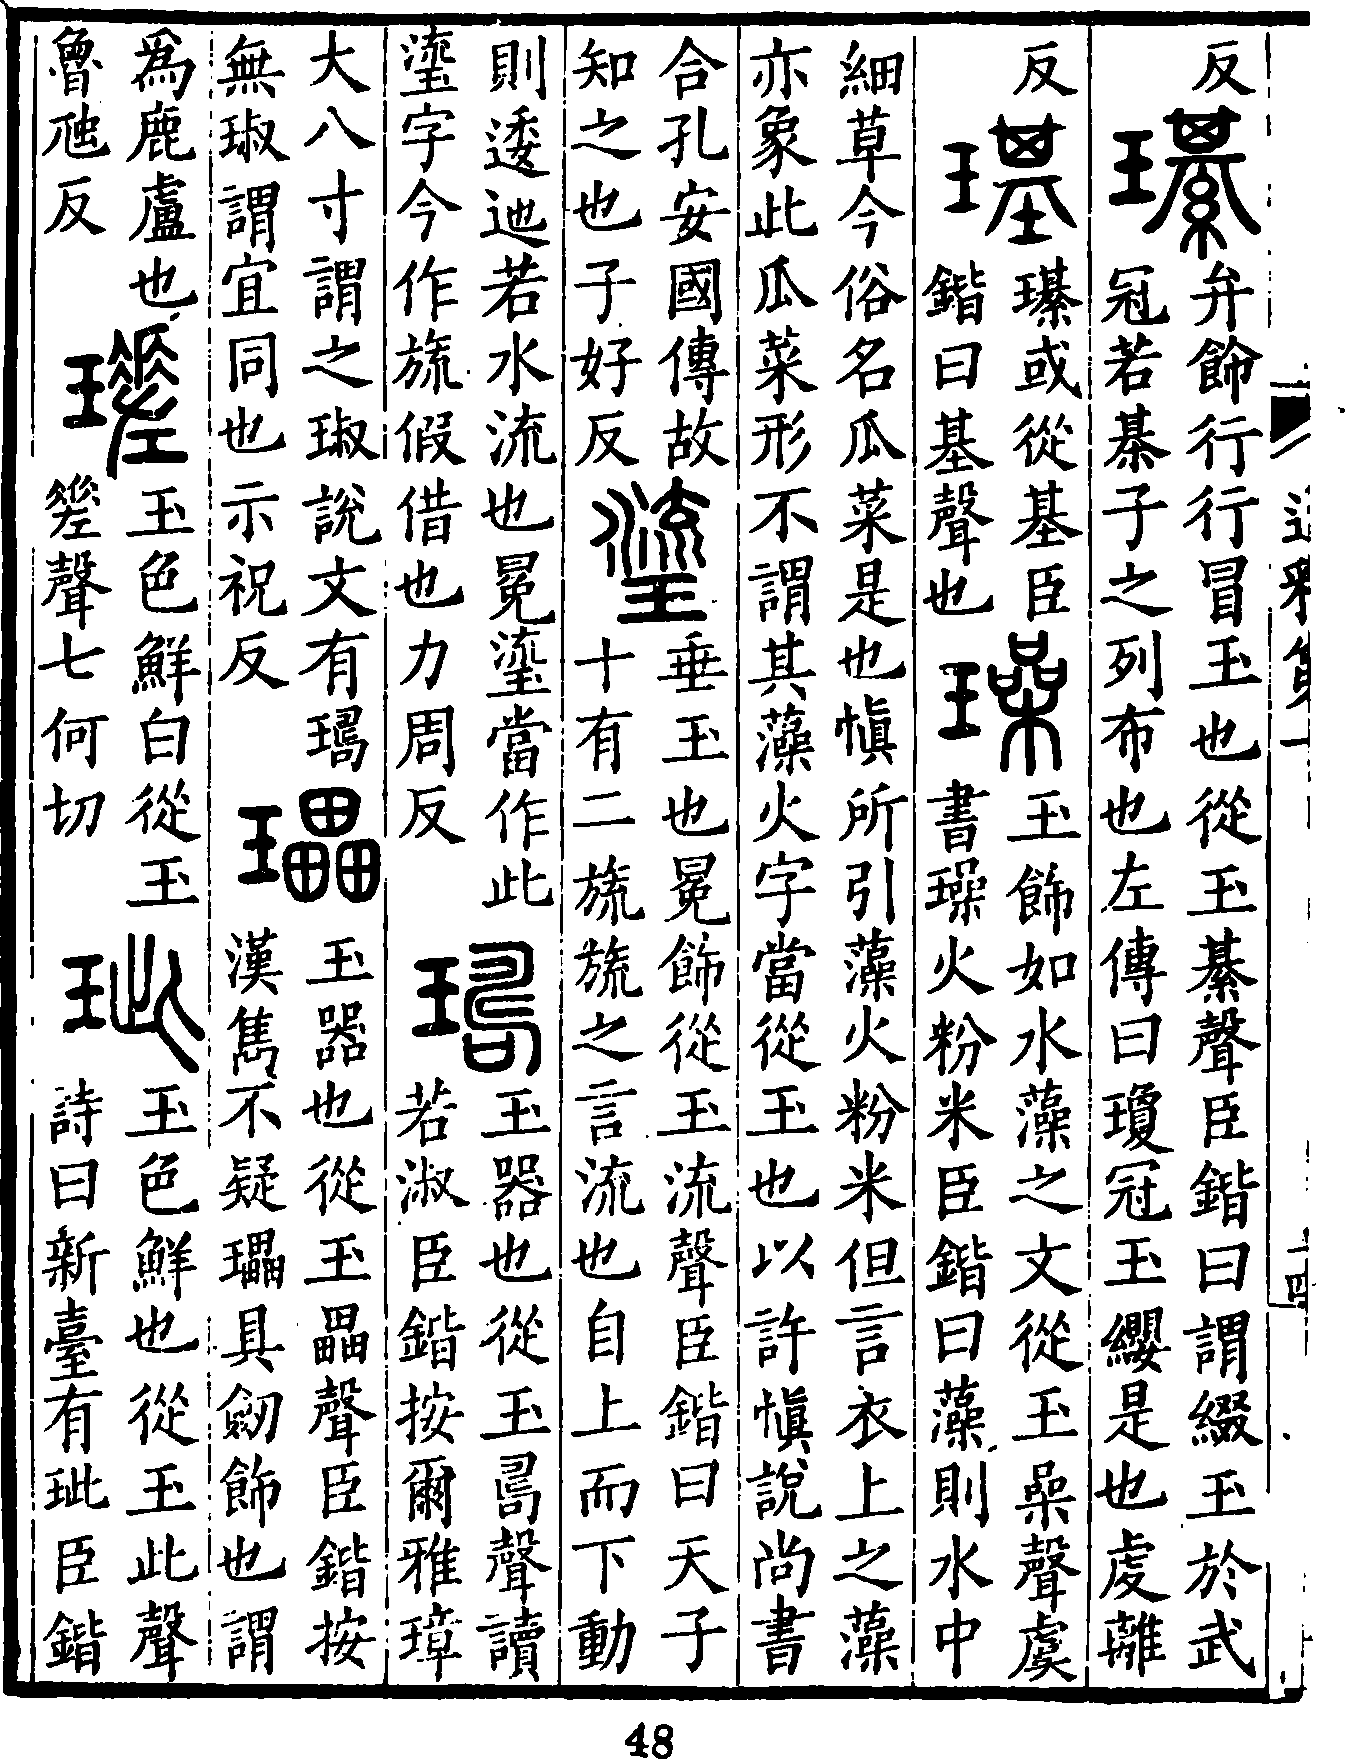 反
璂
弁飾行行冒玉也從玉綦聲臣鍇曰謂綴玉於武
冠若棊子之列布也左傳曰瓊冠玉纓是也虔離
反
璂
璂或從基臣
鍇曰基聲也
璪
玉飾如水藻之文從玉喿聲虞
書璪火粉米臣鍇曰藻則水中
細草今俗名瓜菜是也愼所引藻火粉米但言衣上之藻
亦象此瓜菜形不謂其藻火字當從玉也以許愼說尚書
合孔安國傳故
知之也子好反
瑬
垂玉也冕飾從玉流聲臣鍇曰天子
十有二旒旒之言流也自上而下動
則逶迤若水流也冕瑬當作此
瑬字今作旒假借也力周反
𤪌
玉器也從玉𠷎聲讀
若淑臣鍇按爾雅璋
大八寸謂之琡說文有𤪌
無琡謂宜同也示祝反
瓃
玉器也從玉畾聲臣鍇按
漢雋不疑瓃具劒飾也謂
為鹿盧也
魯虺反
瑳
玉色鮮白從玉
𥰭聲七何切
玼
玉色鮮也從玉此聲
詩曰新臺有玼臣鍇
48